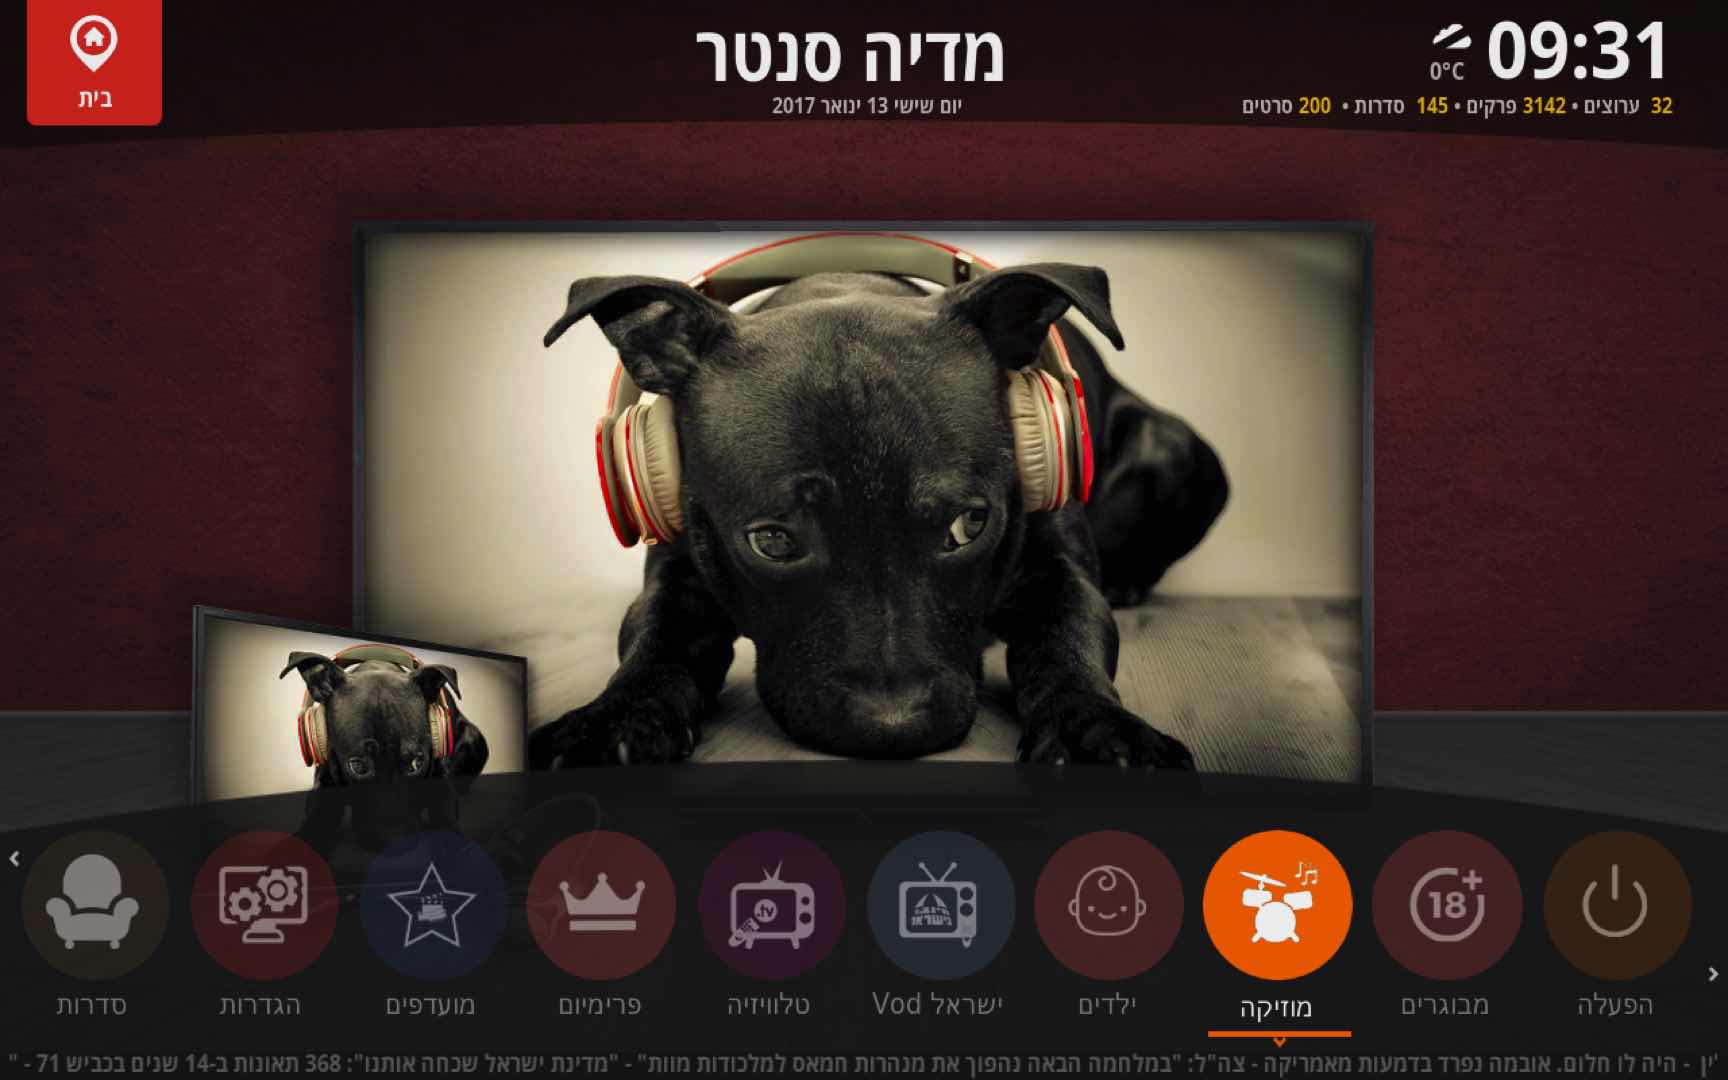 09:31
0°C
32 ערוצים • 3142 פרקים • 145 סדרות • 200 סרטים
מדיה סנטר
יום שישי 13 ינואר 2017
בית
18+
.tv
הפעלה
מבוגרים
מוזיקה
ילדים
ישראל Vod
טלוויזיה
פרימיום
מועדפים
הגדרות
סדרות
ין - היה לו חלום. אובמה נפרד בדמעות מאמריקה - צה"ל: "במלחמה הבאה נהפוך את מנהרות חמאס למלכודות מוות" - "מדינת ישראל שכחה אותנו": 368 תאונות ב-14 שנים בכביש 71 - "